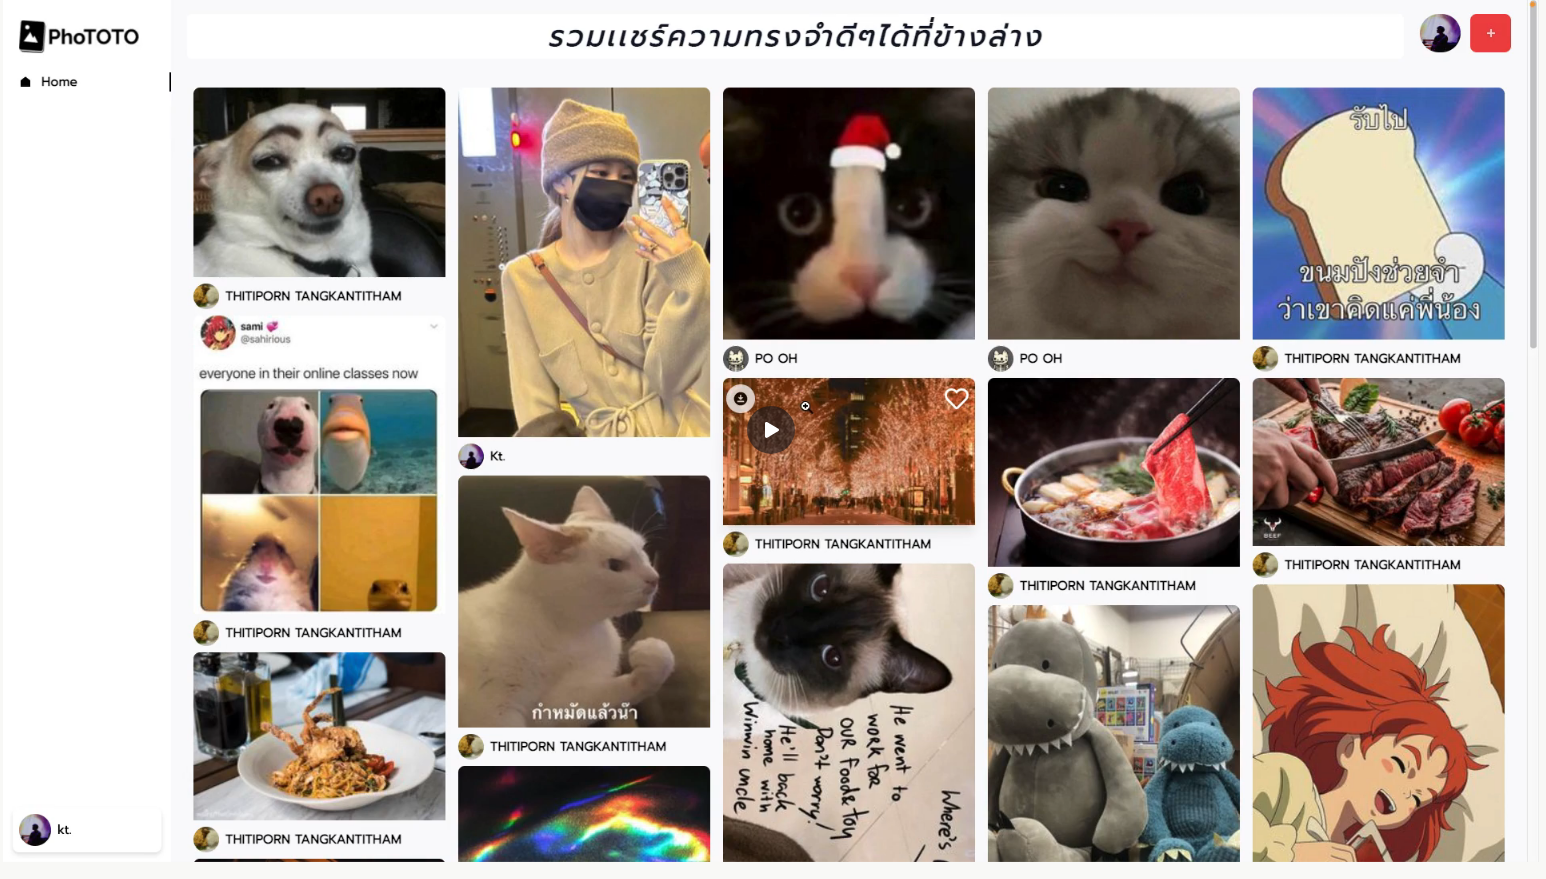 PhoTOTO
รวมแชร์ความทรงจำดีๆได้ที่ข้างล่าง
+
Home
THITIPORN TANGKANTITHAM
sami
@sahirious
everyone in their online classes now
THITIPORN TANGKANTITHAM
THITIPORN TANGKANTITHAM
kt.
Kt.
กำหมัดแล้วน๊า
THITIPORN TANGKANTITHAM
PO OH
THITIPORN TANGKANTITHAM
Where's
He went to
work for
our food & toy
Don't worry!
He'll back
home with
Winwin uncle
PO OH
THITIPORN TANGKANTITHAM
รับไป
ขนมปังช่วยจำ
ว่าเขาคิดแค่พี่น้อง
THITIPORN TANGKANTITHAM
BEEF
THITIPORN TANGKANTITHAM